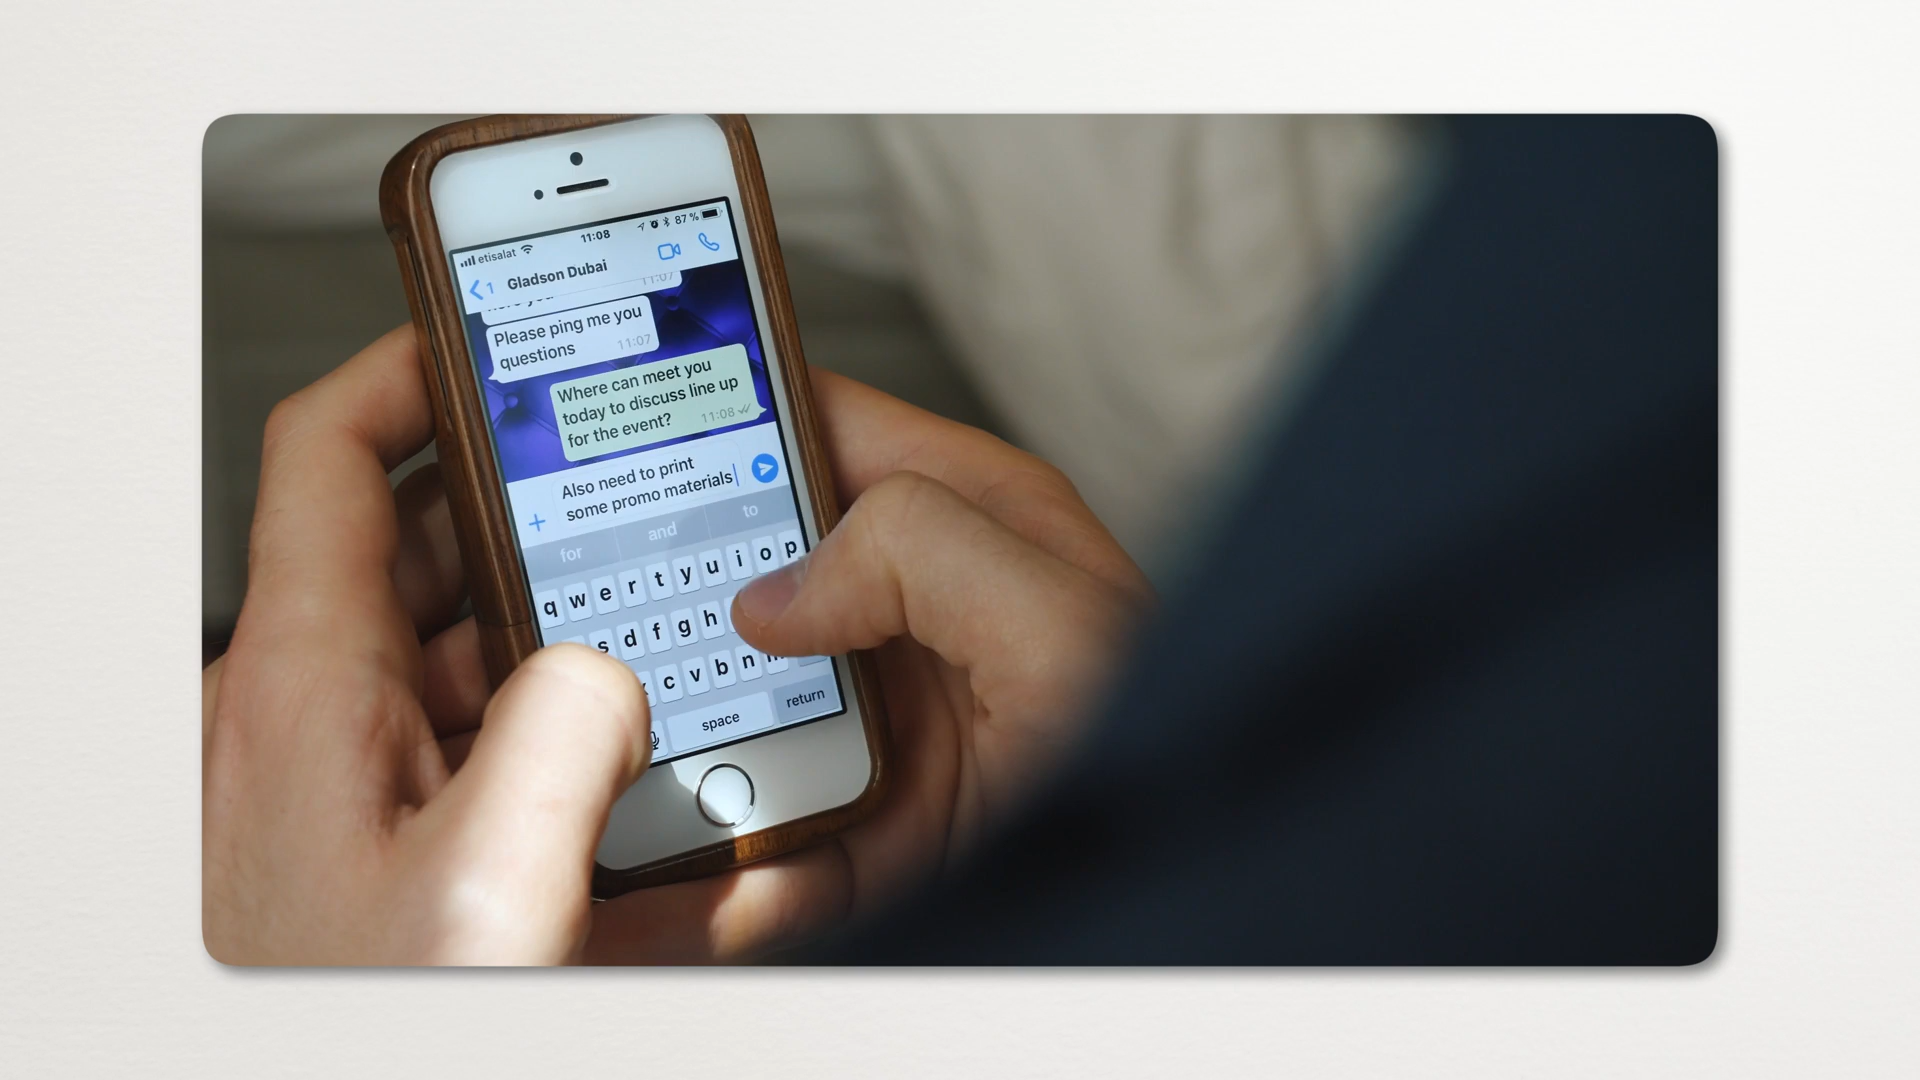 etisalat 11:08 87 %
1 Gladson Dubai
11:07
Please ping me you
questions 11:07
Where can meet you
today to discuss line up
for the event? 11:08
Also need to print
some promo materials
for and to
q w e r t y u i o p
s d f g h
c v b n
space return